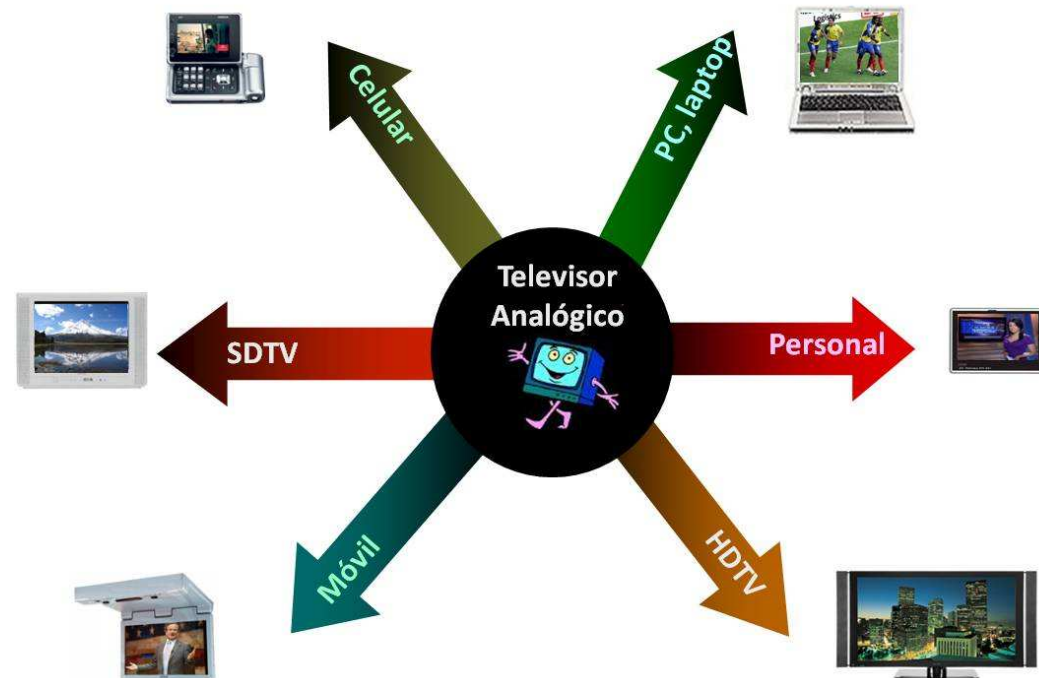 Celular
PC, laptop
Televisor
Analógico
SDTV
Personal
Móvil
HDTV